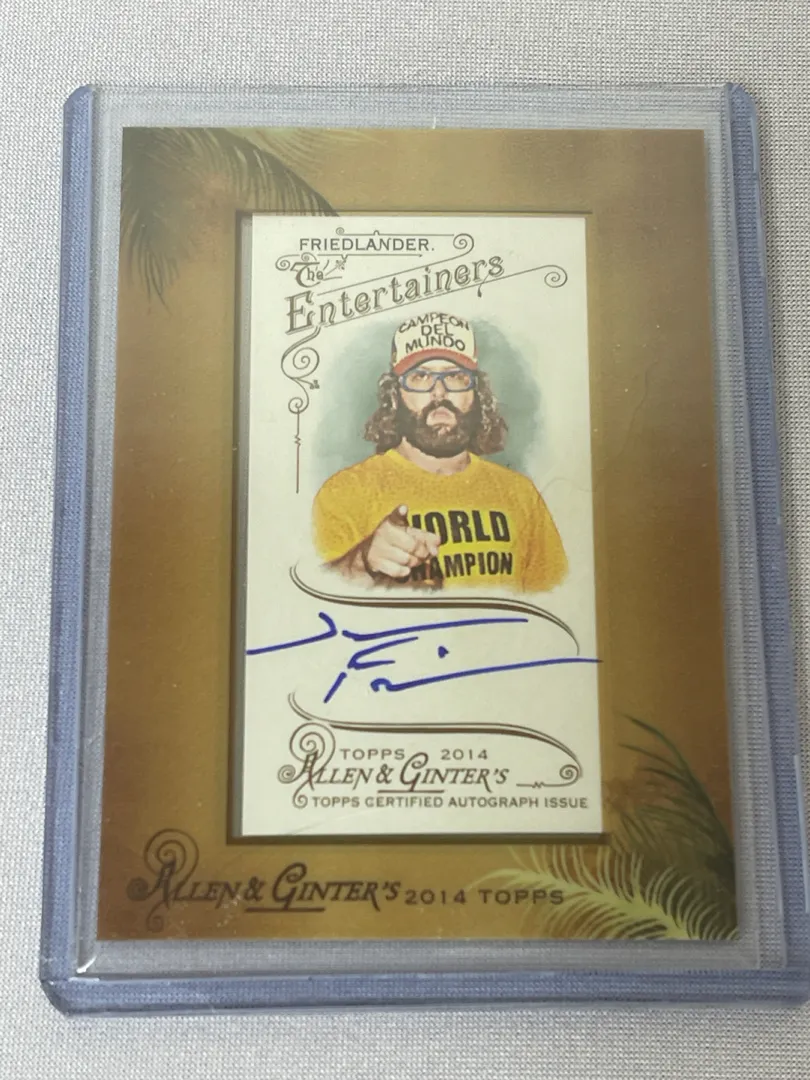 FRIEDLANDER.
The
Entertainers
CAMPEON
DEL
MUNDO
WORLD
CHAMPION
TOPPS 2014
ALLEN & GINTER'S
TOPPS CERTIFIED AUTOGRAPH ISSUE
ALLEN & GINTER'S 2014 TOPPS